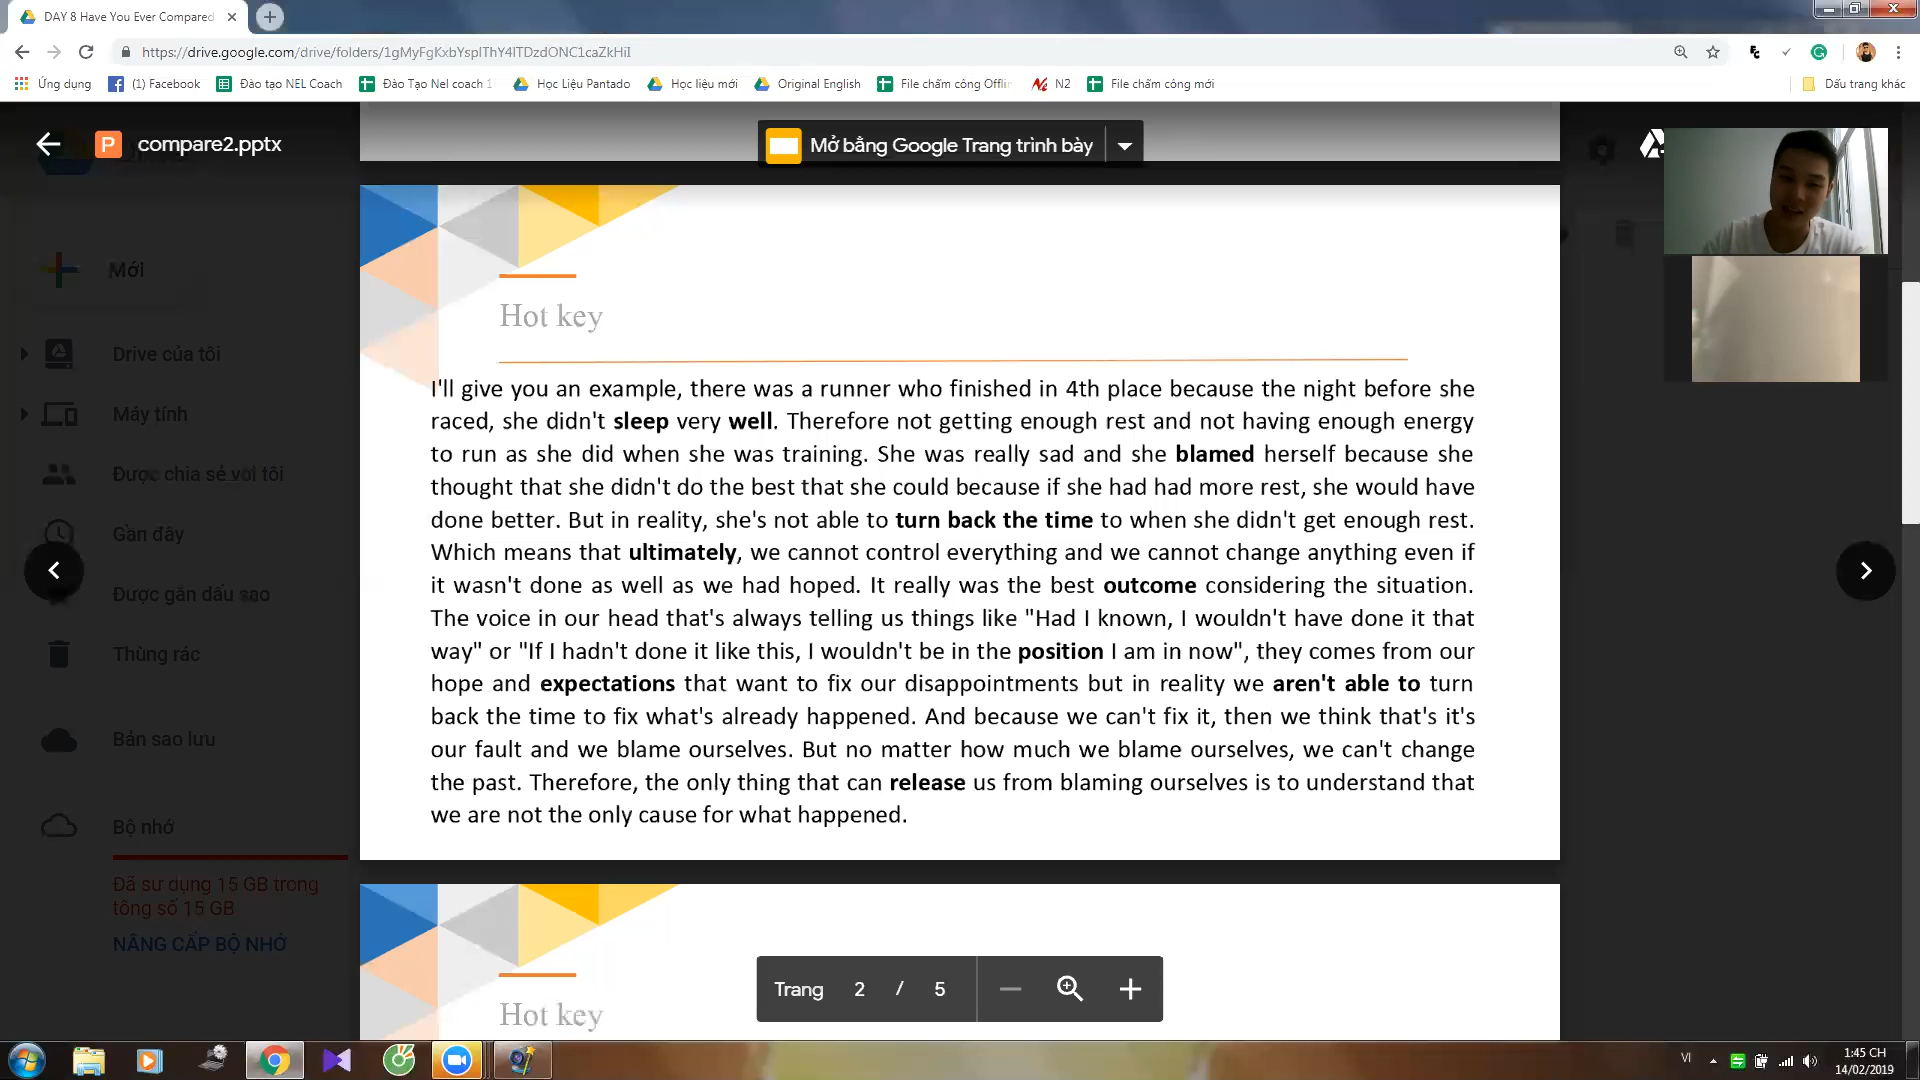 DAY 8 Have You Ever Compared
https://drive.google.com/drive/folders/1gMyFgKxbYsplThY4lTDzdONC1caZkHiI
Ứng dụng
(1) Facebook
Đào tạo NEL Coach
Đào Tạo Nel coach 1
Học Liệu Pantado
Học liệu mới
Original English
File chấm công Offlin
N2
File chấm công mới
Dấu trang khác
P compare2.pptx
Mở bằng Google Trang trình bày
Mới
Drive của tôi
Máy tính
Được chia sẻ với tôi
Gần đây
Được gắn dấu sao
Thùng rác
Bản sao lưu
Bộ nhớ
Đã sử dụng 15 GB trong
tổng số 15 GB
NÂNG CẤP BỘ NHỚ
Hot key
I'll give you an example, there was a runner who finished in 4th place because the night before she
raced, she didn't sleep very well. Therefore not getting enough rest and not having enough energy
to run as she did when she was training. She was really sad and she blamed herself because she
thought that she didn't do the best that she could because if she had had more rest, she would have
done better. But in reality, she's not able to turn back the time to when she didn't get enough rest.
Which means that ultimately, we cannot control everything and we cannot change anything even if
it wasn't done as well as we had hoped. It really was the best outcome considering the situation.
The voice in our head that's always telling us things like "Had I known, I wouldn't have done it that
way" or "If I hadn't done it like this, I wouldn't be in the position I am in now", they comes from our
hope and expectations that want to fix our disappointments but in reality we aren't able to turn
back the time to fix what's already happened. And because we can't fix it, then we think that's it's
our fault and we blame ourselves. But no matter how much we blame ourselves, we can't change
the past. Therefore, the only thing that can release us from blaming ourselves is to understand that
we are not the only cause for what happened.
Hot key
Trang 2 / 5
VI
1:45 CH
14/02/2019